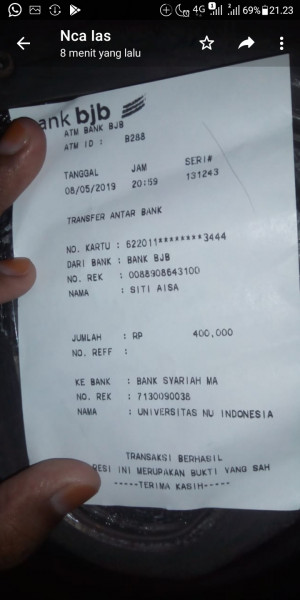 4G 69% 21.23
Nca las
8 menit yang lalu
bank bjb
ATM BANK BJB
ATM ID : B288
TANGGAL JAM SERI#
08/05/2019 20:59 131243
TRANSFER ANTAR BANK
NO. KARTU : 622011********3444
DARI BANK : BANK BJB
NO. REK : 0088908643100
NAMA : SITI AISA
JUMLAH : RP 400,000
NO. REFF :
KE BANK : BANK SYARIAH MA
NO. REK : 7130090038
NAMA : UNIVERSITAS NU INDONESIA
TRANSAKSI BERHASIL
RESI INI MERUPAKAN BUKTI YANG SAH
-----TERIMA KASIH-----